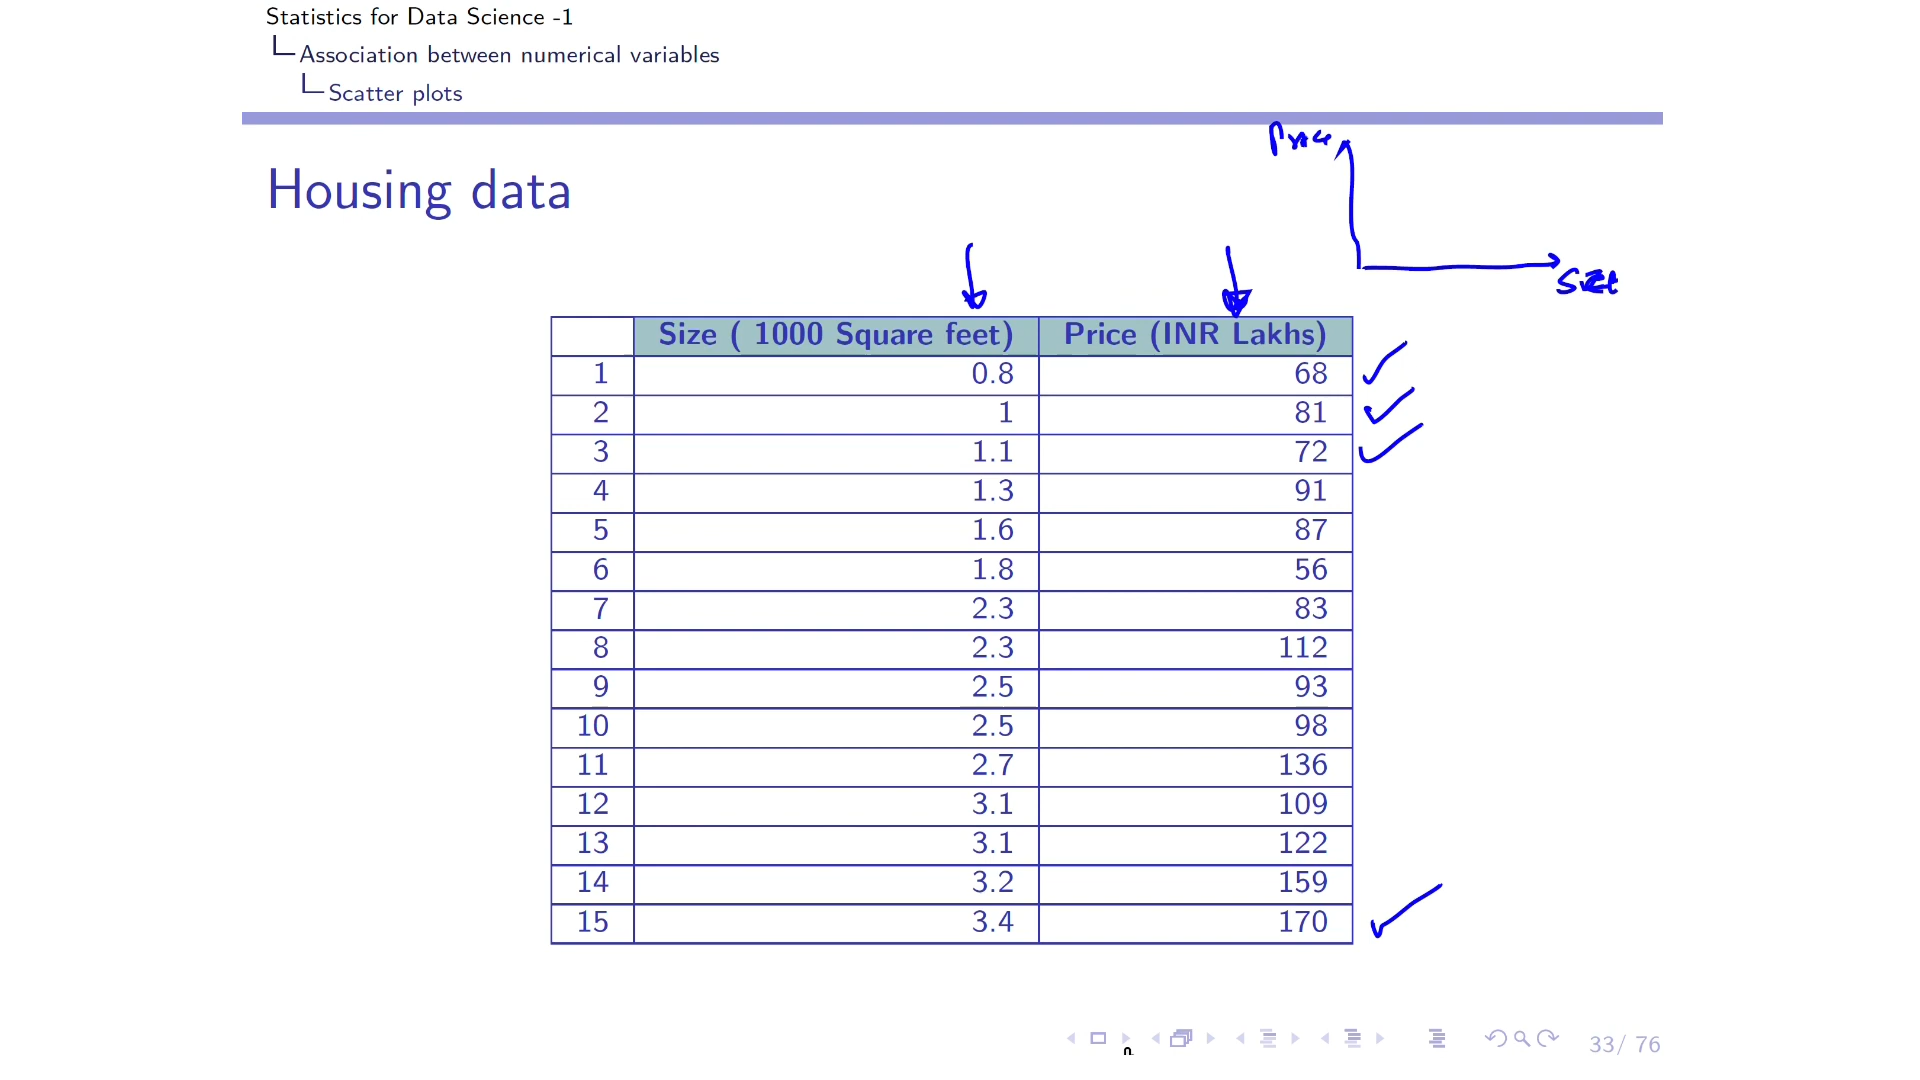 Statistics for Data Science -1
Association between numerical variables
Scatter plots
Price
Housing data
Size
Size ( 1000 Square feet) Price (INR Lakhs)
1 0.8 68
2 1 81
3 1.1 72
4 1.3 91
5 1.6 87
6 1.8 56
7 2.3 83
8 2.3 112
9 2.5 93
10 2.5 98
11 2.7 136
12 3.1 109
13 3.1 122
14 3.2 159
15 3.4 170
33/ 76